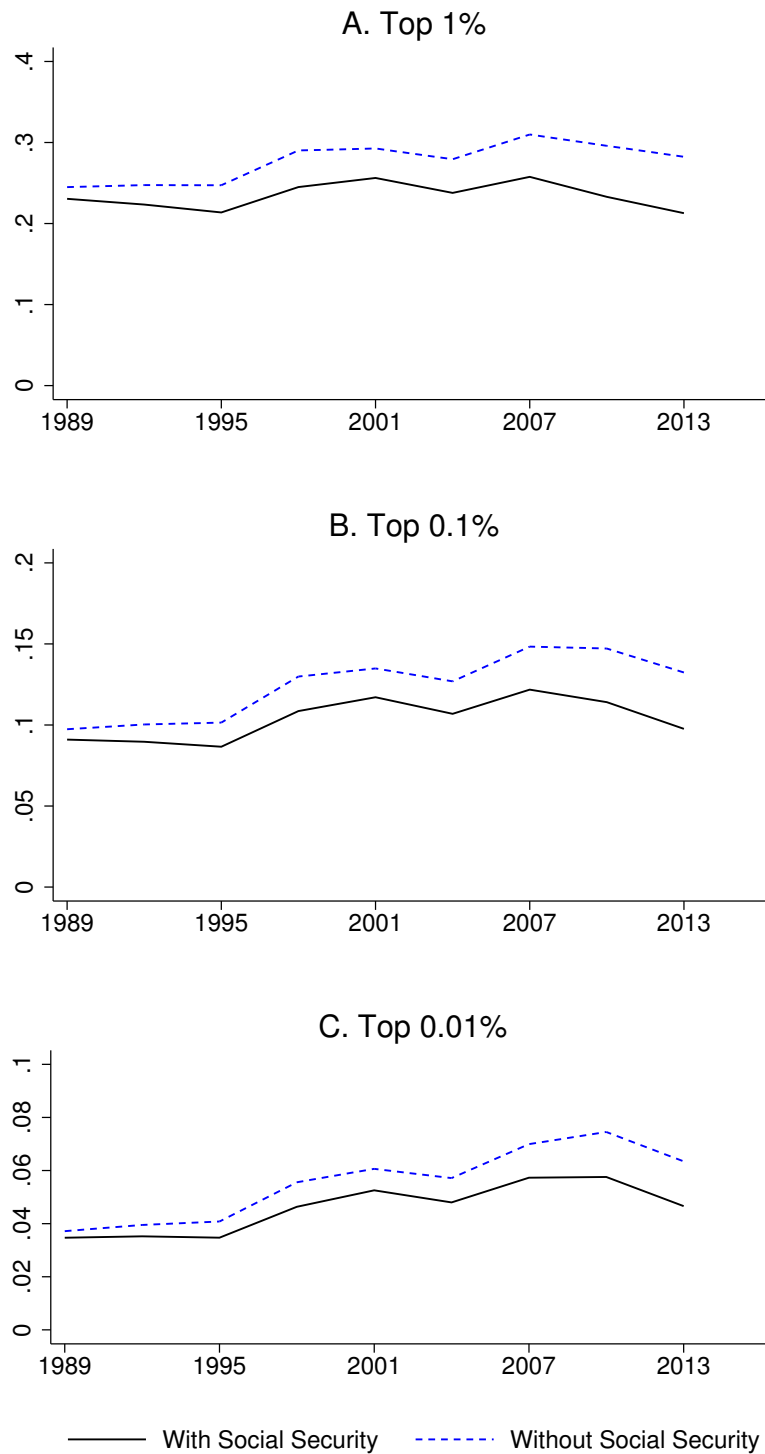 A. Top 1%
.4
.3
.2
.1
0
1989 1995 2001 2007 2013
B. Top 0.1%
.2
.15
.1
.05
0
1989 1995 2001 2007 2013
C. Top 0.01%
.1
.08
.06
.04
.02
0
1989 1995 2001 2007 2013
With Social Security Without Social Security